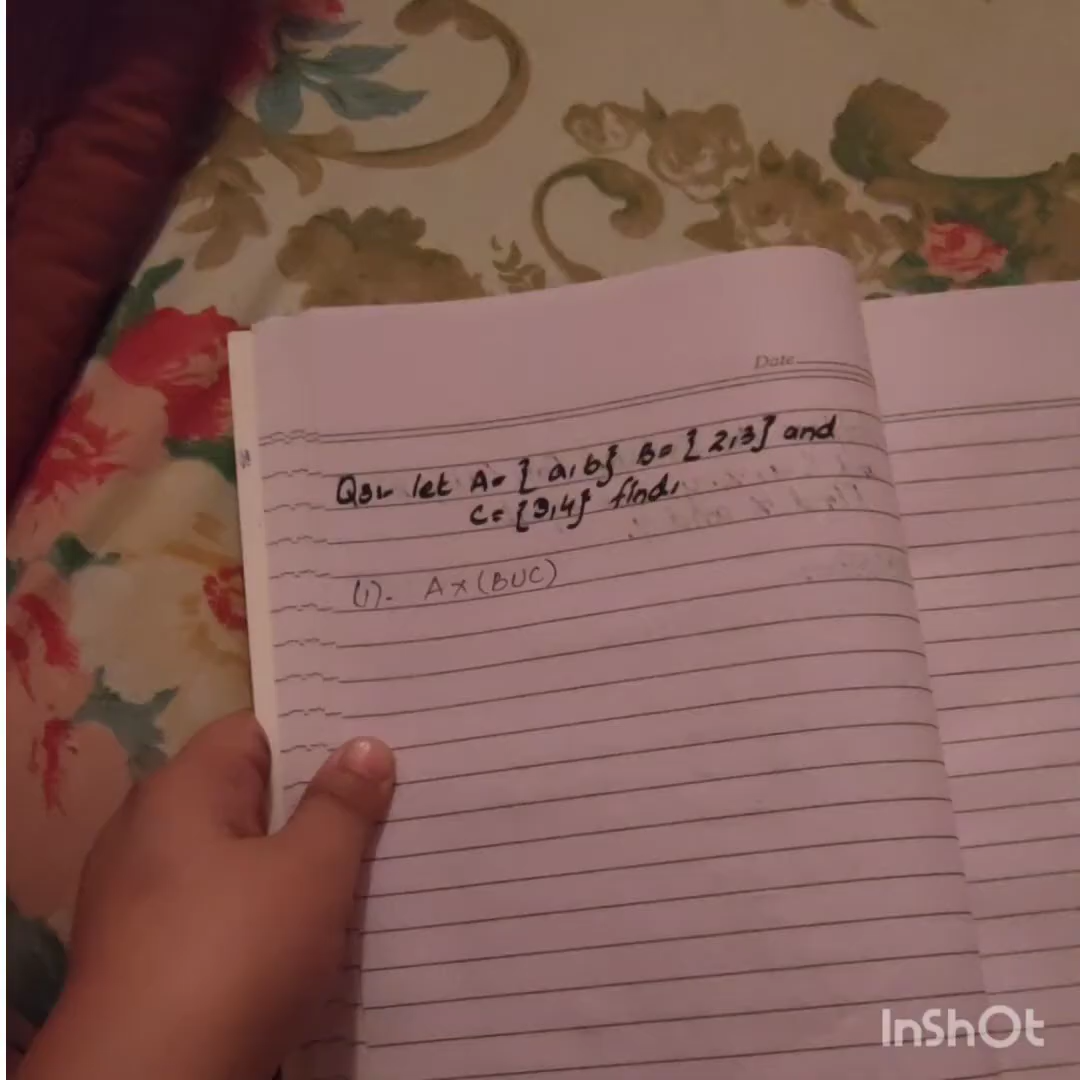 Date
Q3:- let A= { a,b} B= { 2,3} and
C= {3,4} find,
(i). A×(BUC)
InShOt